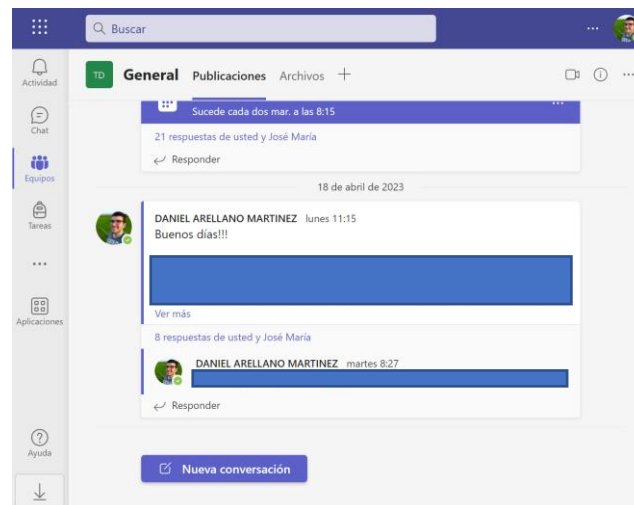 Buscar
Actividad
Chat
Equipos
Tareas
Aplicaciones
Ayuda
TD General Publicaciones Archivos
Sucede cada dos mar. a las 8:15
21 respuestas de usted y José María
Responder
18 de abril de 2023
DANIEL ARELLANO MARTINEZ lunes 11:15
Buenos días!!!
Ver más
8 respuestas de usted y José María
DANIEL ARELLANO MARTINEZ martes 8:27
Responder
Nueva conversación